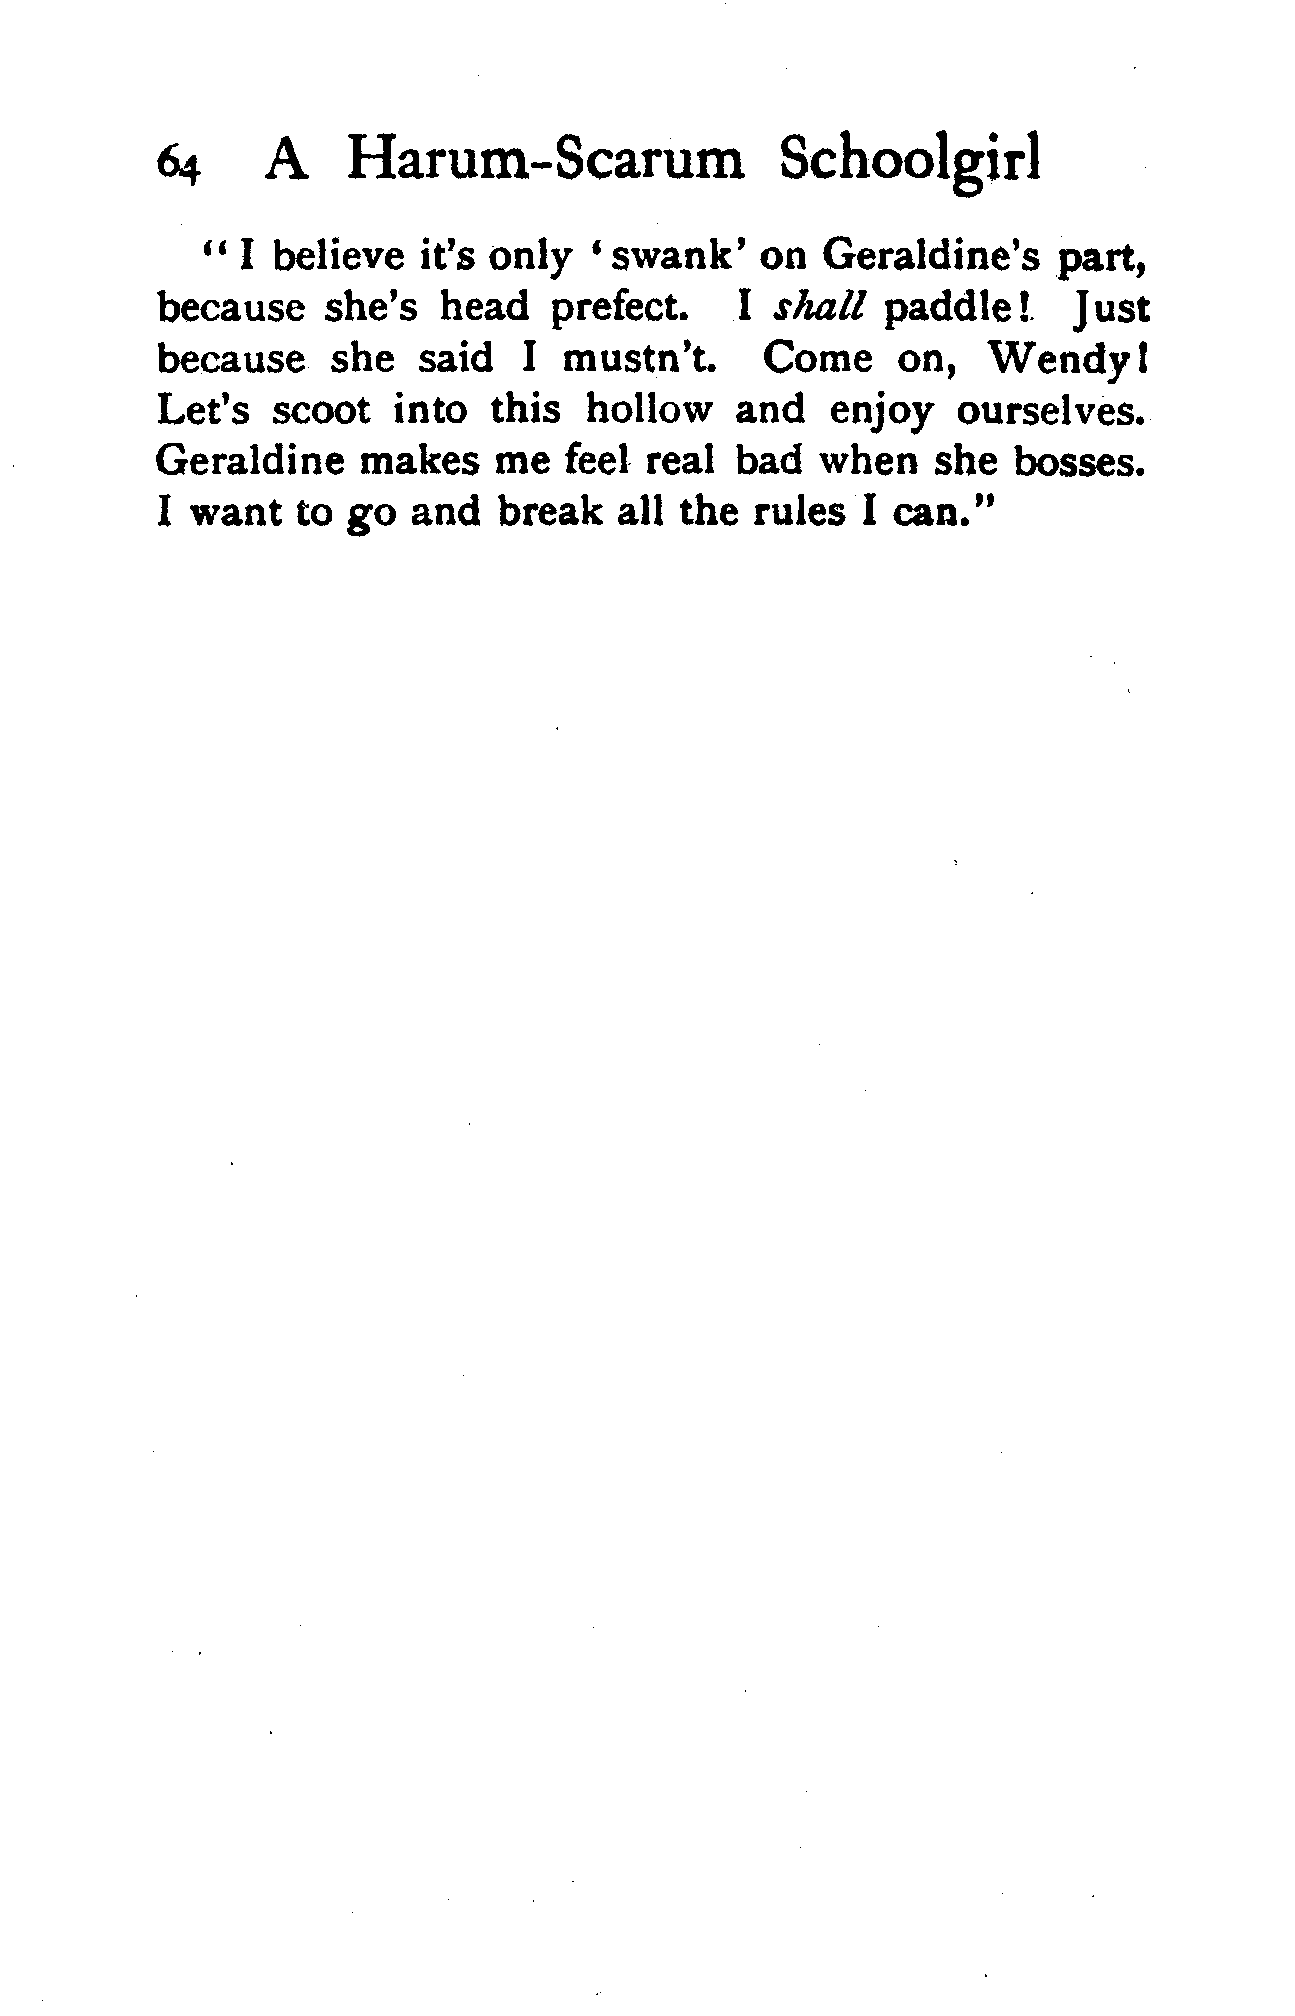 64 A Harum-Scarum Schoolgirl
“I believe it's only ‘swank’ on Geraldine's part,
because she's head prefect. I shall paddle! Just
because she said I mustn't. Come on, Wendy!
Let's scoot into this hollow and enjoy ourselves.
Geraldine makes me feel real bad when she bosses.
I want to go and break all the rules I can.”